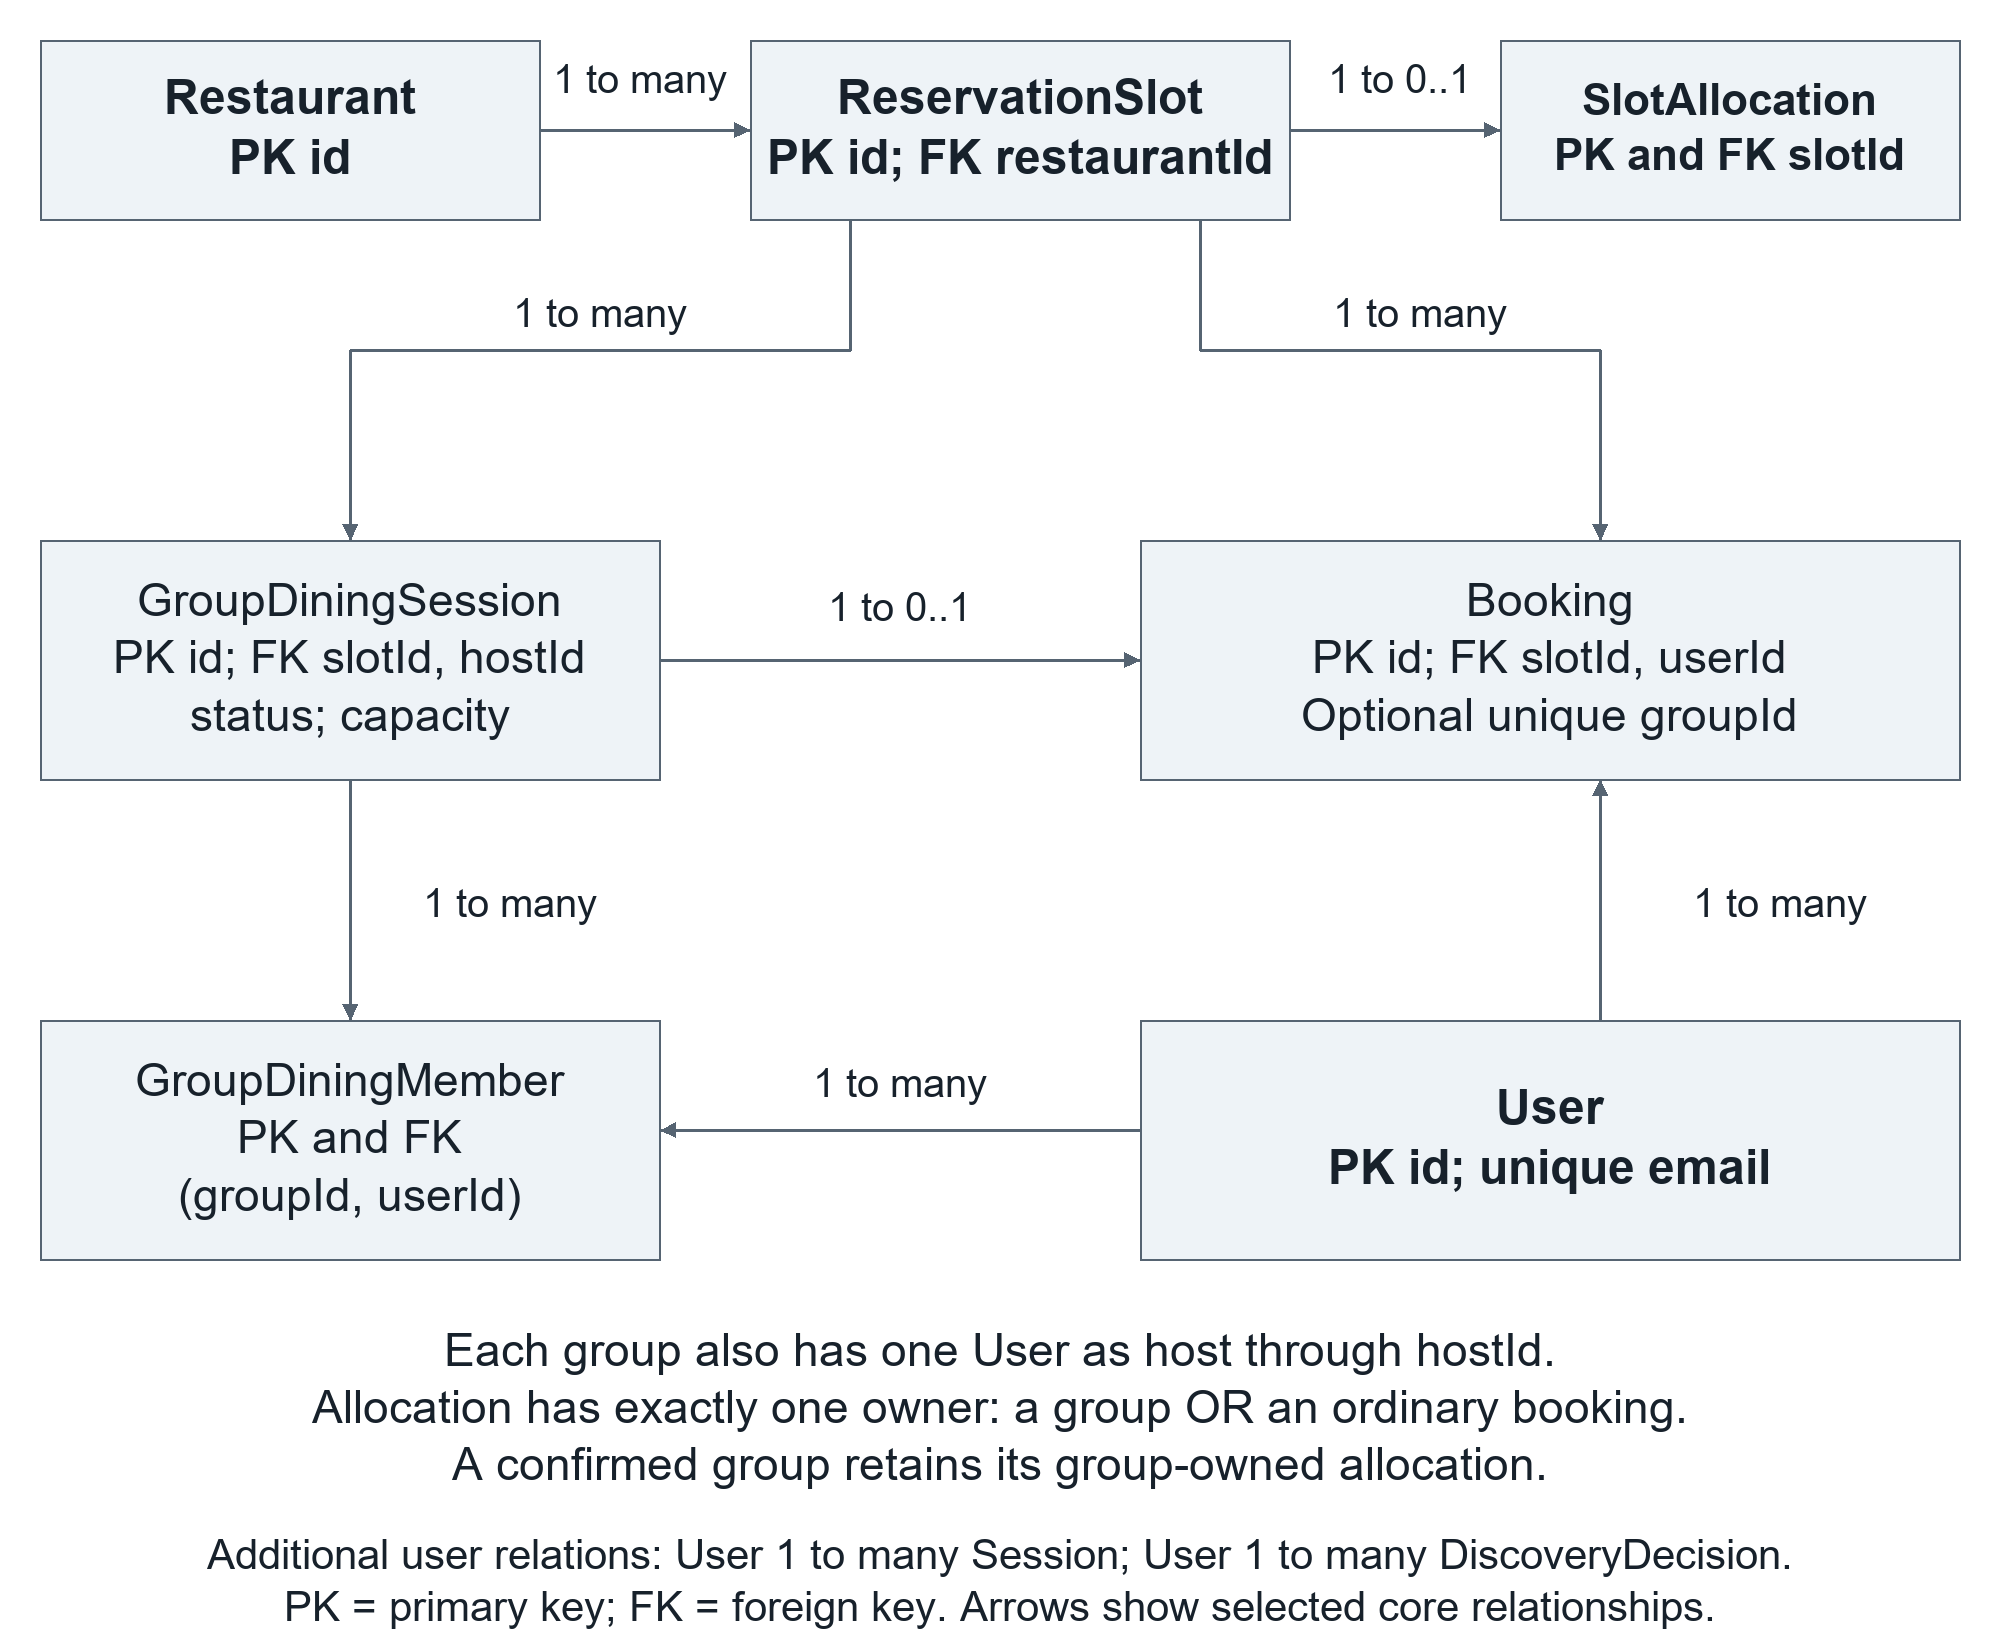 Restaurant
PK id
1 to many
ReservationSlot
PK id; FK restaurantId
1 to 0..1
SlotAllocation
PK and FK slotId
1 to many
1 to many
GroupDiningSession
PK id; FK slotId, hostId
status; capacity
1 to 0..1
Booking
PK id; FK slotId, userId
Optional unique groupId
1 to many
1 to many
GroupDiningMember
PK and FK
(groupId, userId)
1 to many
User
PK id; unique email
Each group also has one User as host through hostId.
Allocation has exactly one owner: a group OR an ordinary booking.
A confirmed group retains its group-owned allocation.
Additional user relations: User 1 to many Session; User 1 to many DiscoveryDecision.
PK = primary key; FK = foreign key. Arrows show selected core relationships.